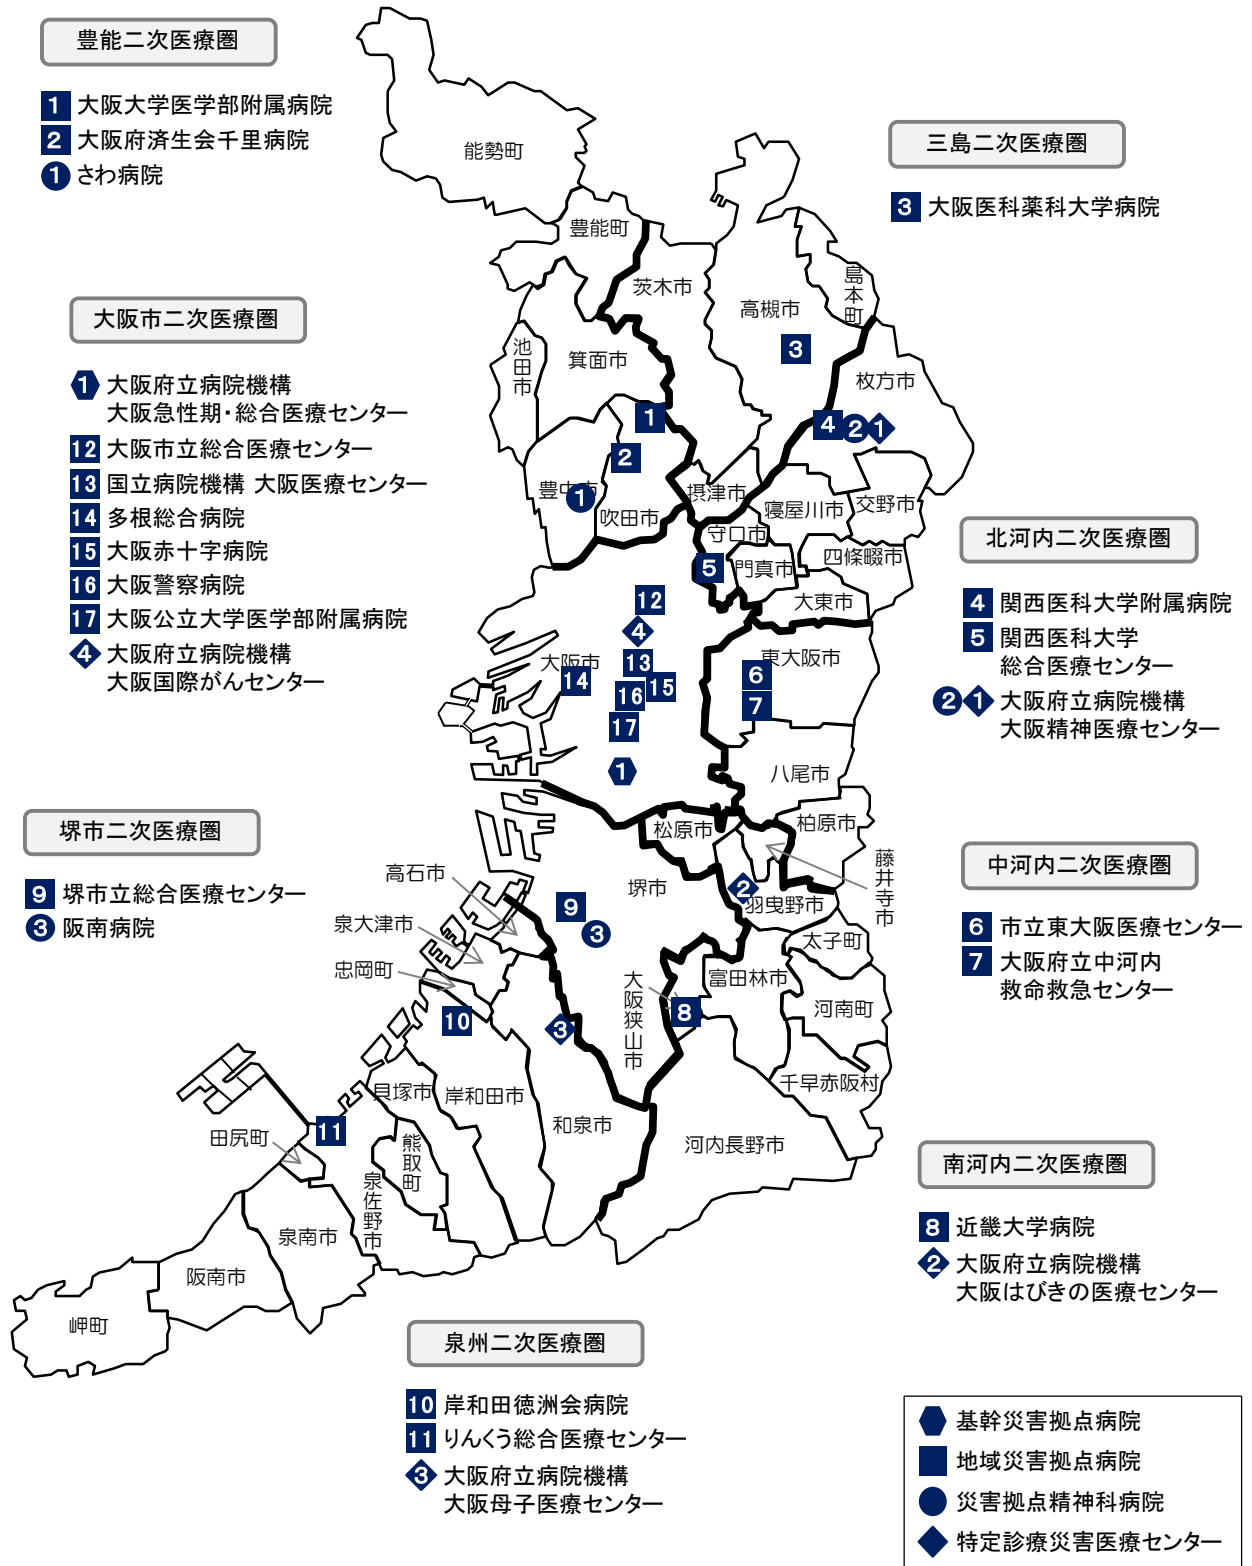 豊能二次医療圏
1 大阪大学医学部附属病院
2 大阪府済生会千里病院
1 さわ病院
三島二次医療圏
3 大阪医科薬科大学病院
大阪市二次医療圏
1 大阪府立病院機構
大阪急性期・総合医療センター
12 大阪市立総合医療センター
13 国立病院機構 大阪医療センター
14 多根総合病院
15 大阪赤十字病院
16 大阪警察病院
17 大阪公立大学医学部附属病院
4 大阪府立病院機構
大阪国際がんセンター
北河内二次医療圏
4 関西医科大学附属病院
5 関西医科大学
総合医療センター
2 1 大阪府立病院機構
大阪精神医療センター
堺市二次医療圏
9 堺市立総合医療センター
3 阪南病院
中河内二次医療圏
6 市立東大阪医療センター
7 大阪府立中河内
救命救急センター
南河内二次医療圏
8 近畿大学病院
2 大阪府立病院機構
大阪はびきの医療センター
泉州二次医療圏
10 岸和田徳洲会病院
11 りんくう総合医療センター
3 大阪府立病院機構
大阪母子医療センター
基幹災害拠点病院
地域災害拠点病院
災害拠点精神科病院
特定診療災害医療センター
能勢町
豊能町
茨木市
高槻市
島本町
3
池田市
箕面市
枚方市
1
4 2 1
2
豊中市
1
吹田市
摂津市
寝屋川市
交野市
守口市
5
門真市
四條畷市
大東市
12
4
大阪市
13
14
15
16
17
1
東大阪市
6
7
八尾市
松原市
柏原市
藤井寺市
高石市
堺市
2
羽曳野市
9
3
泉大津市
忠岡町
太子町
富田林市
大阪狭山市
8
河南町
10
3
千早赤阪村
貝塚市
岸和田市
和泉市
河内長野市
11
田尻町
熊取町
泉佐野市
泉南市
阪南市
岬町